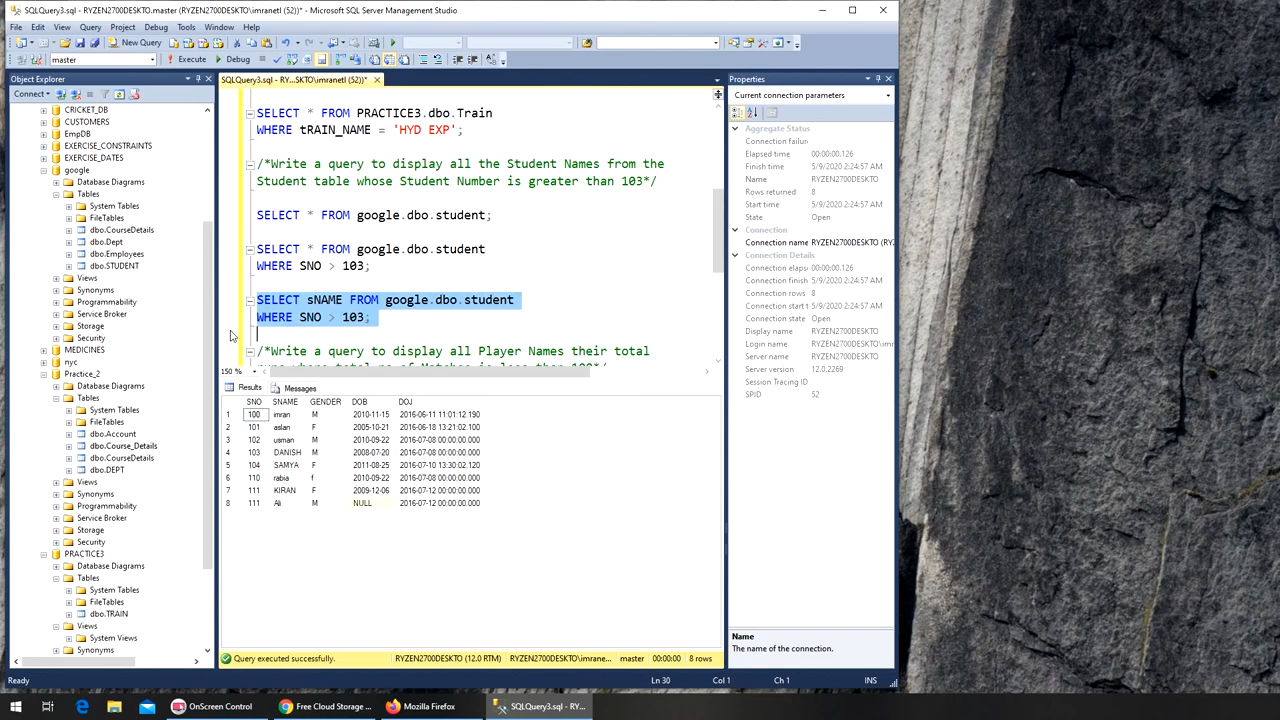 SQLQuery3.sql - RYZEN2700DESKTO.master (RYZEN2700DESKTO\imranetl (52))* - Microsoft SQL Server Management Studio
File Edit View Query Project Debug Tools Window Help
New Query
master Execute Debug
Object Explorer
Connect
CRICKET_DB
CUSTOMERS
EmpDB
EXERCISE_CONSTRAINTS
EXERCISE_DATES
google
Database Diagrams
Tables
System Tables
FileTables
dbo.CourseDetails
dbo.Dept
dbo.Employees
dbo.STUDENT
Views
Synonyms
Programmability
Service Broker
Storage
Security
MEDICINES
nyc
Practice_2
Database Diagrams
Tables
System Tables
FileTables
dbo.Account
dbo.Course_Details
dbo.CourseDetails
dbo.DEPT
Views
Synonyms
Programmability
Service Broker
Storage
Security
PRACTICE3
Database Diagrams
Tables
System Tables
FileTables
dbo.TRAIN
Views
System Views
Synonyms
SQLQuery3.sql - RY...SKTO\imranetl (52))*
SELECT * FROM PRACTICE3.dbo.Train
WHERE tRAIN_NAME = 'HYD EXP';
/*Write a query to display all the Student Names from the
Student table whose Student Number is greater than 103*/
SELECT * FROM google.dbo.student;
SELECT * FROM google.dbo.student
WHERE SNO > 103;
SELECT sNAME FROM google.dbo.student
WHERE SNO > 103;
/*Write a query to display all Player Names their total
150 %
Results Messages
SNO SNAME GENDER DOB DOJ
1 100 imran M 2010-11-15 2016-06-11 11:01:12.190
2 101 aslan F 2005-10-21 2016-06-18 13:21:02.100
3 102 usman M 2010-09-22 2016-07-08 00:00:00.000
4 103 DANISH M 2008-07-20 2016-07-08 00:00:00.000
5 104 SAMYA F 2011-08-25 2016-07-10 13:30:02.120
6 110 rabia f 2010-09-22 2016-07-08 00:00:00.000
7 111 KIRAN F 2009-12-06 2016-07-12 00:00:00.000
8 111 Ali M NULL 2016-07-12 00:00:00.000
Query executed successfully. RYZEN2700DESKTO (12.0 RTM) RYZEN2700DESKTO\imrane... master 00:00:00 8 rows
Properties
Current connection parameters
Aggregate Status
Connection failur
Elapsed time 00:00:00.126
Finish time 5/9/2020 2:24:57 AM
Name RYZEN2700DESKTO
Rows returned 8
Start time 5/9/2020 2:24:57 AM
State Open
Connection
Connection name RYZEN2700DESKTO (RY
Connection Details
Connection elaps 00:00:00.126
Connection finish 5/9/2020 2:24:57 AM
Connection rows 8
Connection start t 5/9/2020 2:24:57 AM
Connection state Open
Display name RYZEN2700DESKTO
Login name RYZEN2700DESKTO\imr
Server name RYZEN2700DESKTO
Server version 12.0.2269
Session Tracing ID
SPID 52
Name
The name of the connection.
Ready Ln 30 Col 1 Ch 1 INS
OnScreen Control Free Cloud Storage ... Mozilla Firefox SQLQuery3.sql - RY...